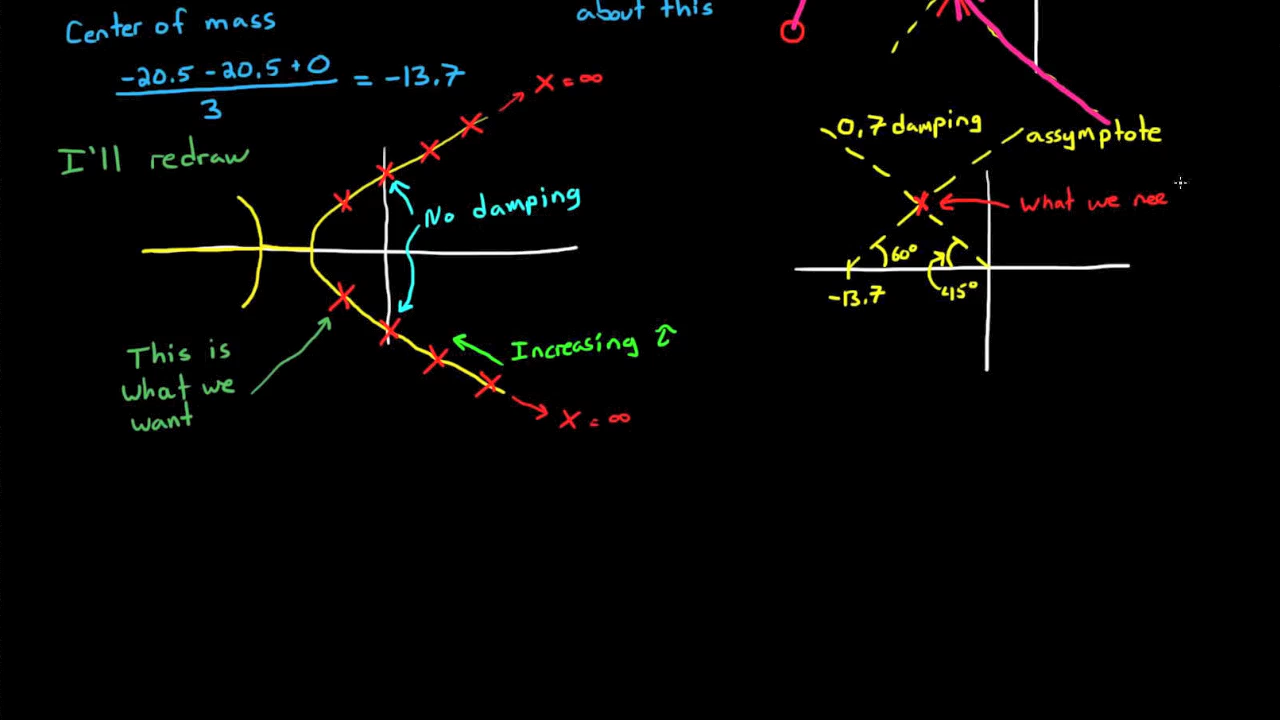 Center of mass
-20.5 - 20.5 + 0
3
= -13.7
about this
I'll redraw
X = ∞
No damping
Increasing τ
X = ∞
This is
what we
want
0.7 damping
assymptote
what we nee
60°
45°
-13.7